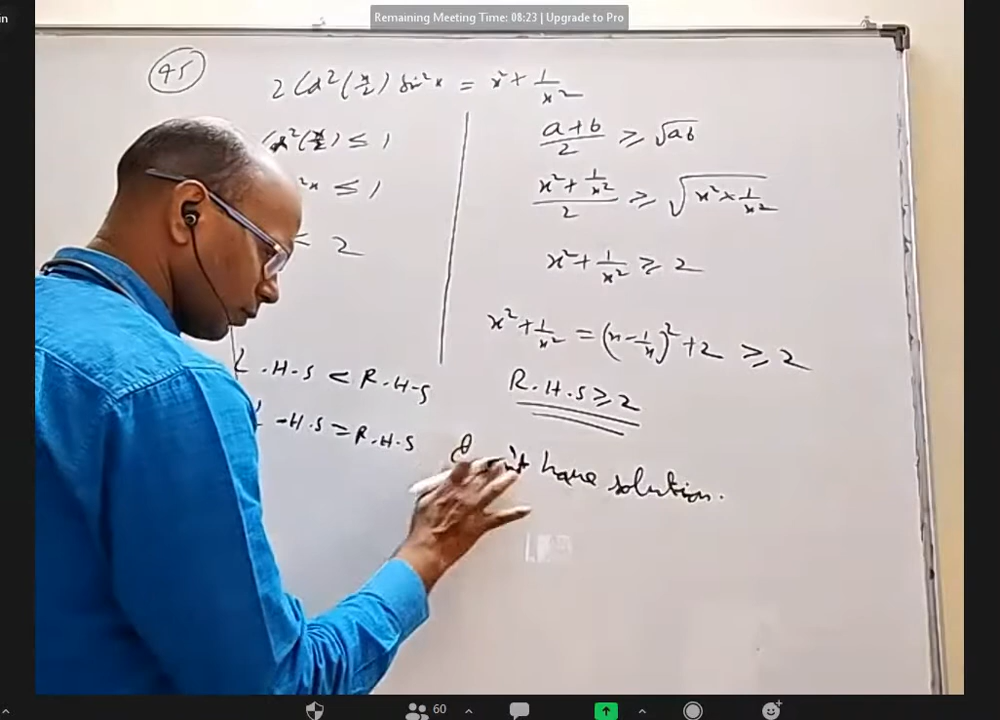 in
Remaining Meeting Time: 08:23 | Upgrade to Pro
45
2 Cos²(x/2) sin²x = x² + 1/x²
Cos²(x/2) ≤ 1
²x ≤ 1
≤ 2
L.H.S < R.H.S
L.H.S = R.H.S
(a+b)/2 ≥ √ab
(x² + 1/x²)/2 ≥ √(x² × 1/x²)
x² + 1/x² ≥ 2
x² + 1/x² = (x - 1/x)² + 2 ≥ 2
R.H.S ≥ 2
have solution.
60